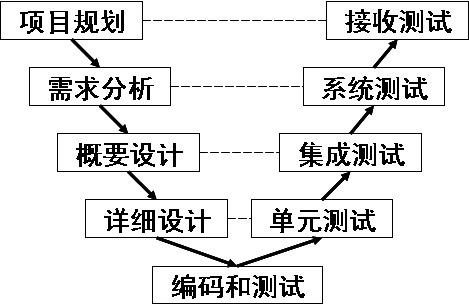 项目规划
接收测试
需求分析
系统测试
概要设计
集成测试
详细设计
单元测试
编码和测试